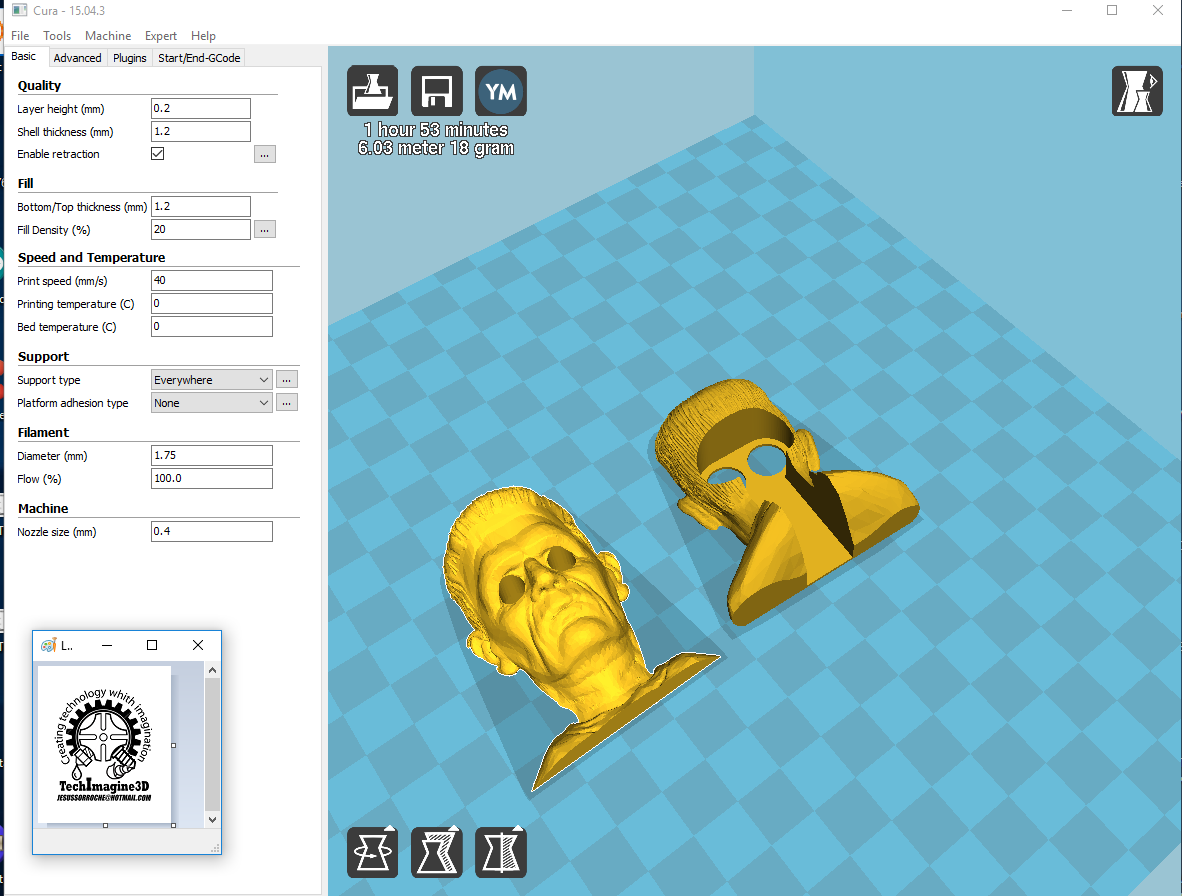 Cura - 15.04.3
File Tools Machine Expert Help
Basic Advanced Plugins Start/End-GCode
Quality
Layer height (mm) 0.2
Shell thickness (mm) 1.2
Enable retraction ...
Fill
Bottom/Top thickness (mm) 1.2
Fill Density (%) 20 ...
Speed and Temperature
Print speed (mm/s) 40
Printing temperature (C) 0
Bed temperature (C) 0
Support
Support type Everywhere ...
Platform adhesion type None ...
Filament
Diameter (mm) 1.75
Flow (%) 100.0
Machine
Nozzle size (mm) 0.4
YM
1 hour 53 minutes
6.03 meter 18 gram
L...
Creating technology whith imagination
TechImagine3D
JESUSSORROCHE@HOTMAIL.COM